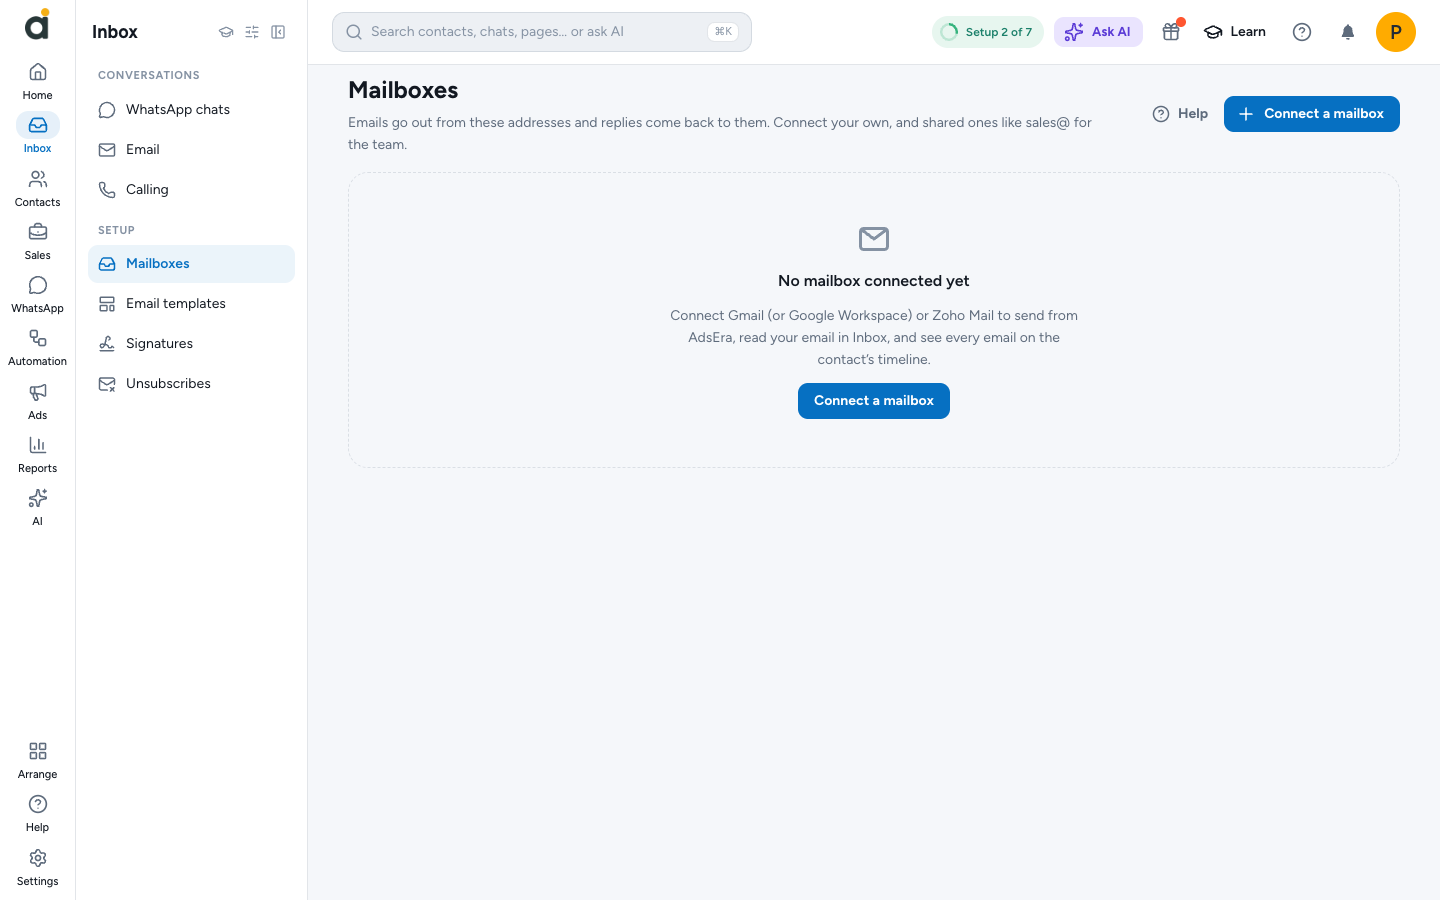 Home
Inbox
Contacts
Sales
WhatsApp
Automation
Ads
Reports
AI
Arrange
Help
Settings
Inbox
CONVERSATIONS
WhatsApp chats
Email
Calling
SETUP
Mailboxes
Email templates
Signatures
Unsubscribes
Search contacts, chats, pages... or ask AI
⌘K
Setup 2 of 7
Ask AI
Learn
P
Mailboxes
Emails go out from these addresses and replies come back to them. Connect your own, and shared ones like sales@ for
the team.
Help
Connect a mailbox
No mailbox connected yet
Connect Gmail (or Google Workspace) or Zoho Mail to send from
AdsEra, read your email in Inbox, and see every email on the
contact’s timeline.
Connect a mailbox